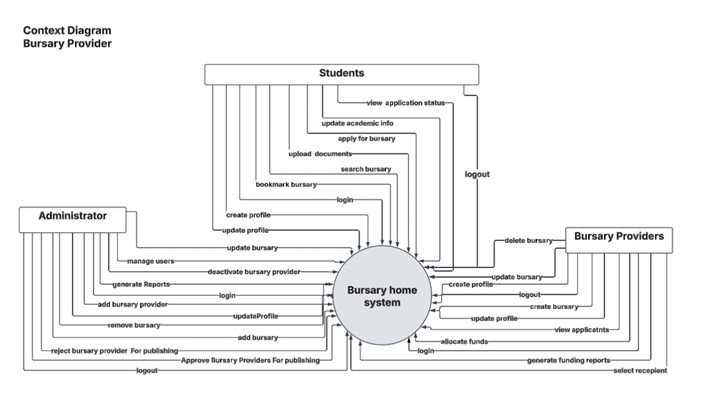 Context Diagram
Bursary Provider
Students
view application status
update academic info
apply for bursary
upload documents
search bursary
bookmark bursary
login
create profile
update profile
logout
Administrator
update bursary
manage users
deactivate bursary provider
generate Reports
login
add bursary provider
updateProfile
remove bursary
add bursary
reject bursary provider For publishing
Approve Bursary Providers For publishing
logout
Bursary home
system
Bursary Providers
delete bursary
update bursary
create profile
logout
create bursary
update profile
view applicatnts
allocate funds
login
generate funding reports
select recepient